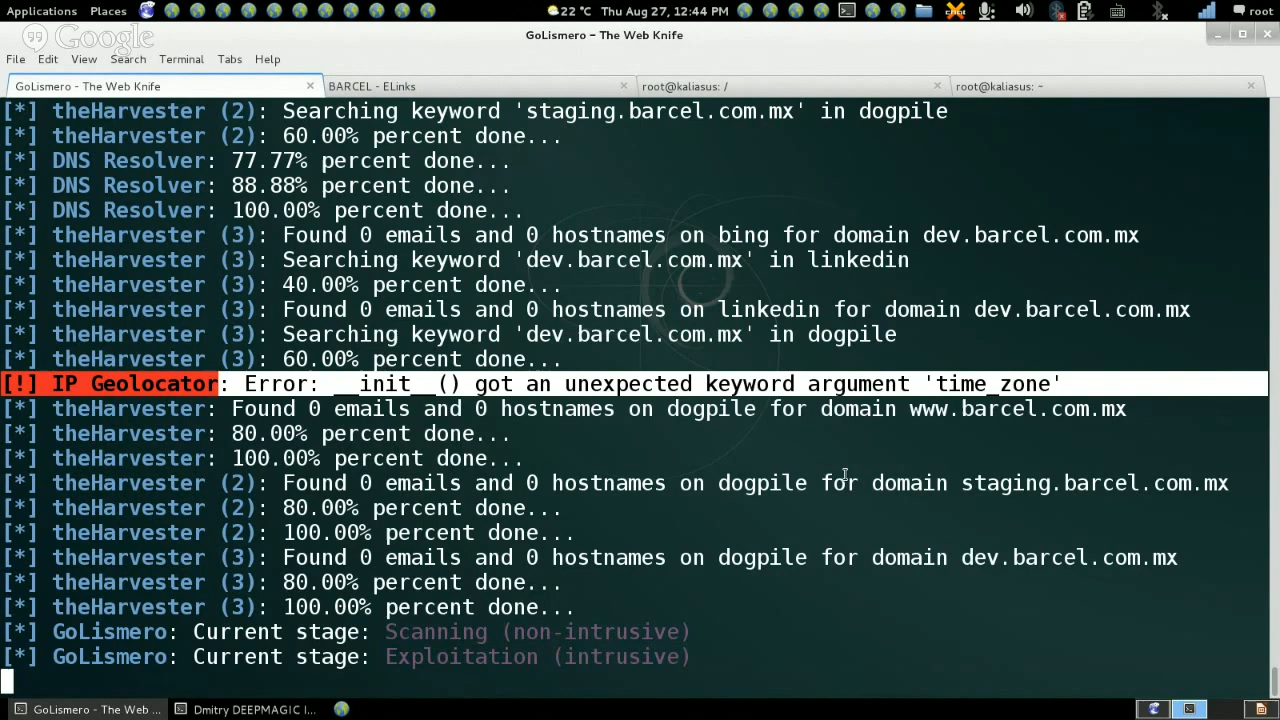 Applications Places 22 °C Thu Aug 27, 12:44 PM root
Google
GoLismero - The Web Knife
File Edit View Search Terminal Tabs Help
GoLismero - The Web Knife BARCEL - ELinks root@kaliasus: / root@kaliasus: ~
[*] theHarvester (2): Searching keyword 'staging.barcel.com.mx' in dogpile
[*] theHarvester (2): 60.00% percent done...
[*] DNS Resolver: 77.77% percent done...
[*] DNS Resolver: 88.88% percent done...
[*] DNS Resolver: 100.00% percent done...
[*] theHarvester (3): Found 0 emails and 0 hostnames on bing for domain dev.barcel.com.mx
[*] theHarvester (3): Searching keyword 'dev.barcel.com.mx' in linkedin
[*] theHarvester (3): 40.00% percent done...
[*] theHarvester (3): Found 0 emails and 0 hostnames on linkedin for domain dev.barcel.com.mx
[*] theHarvester (3): Searching keyword 'dev.barcel.com.mx' in dogpile
[*] theHarvester (3): 60.00% percent done...
[!] IP Geolocator: Error: __init__() got an unexpected keyword argument 'time_zone'
[*] theHarvester: Found 0 emails and 0 hostnames on dogpile for domain www.barcel.com.mx
[*] theHarvester: 80.00% percent done...
[*] theHarvester: 100.00% percent done...
[*] theHarvester (2): Found 0 emails and 0 hostnames on dogpile for domain staging.barcel.com.mx
[*] theHarvester (2): 80.00% percent done...
[*] theHarvester (2): 100.00% percent done...
[*] theHarvester (3): Found 0 emails and 0 hostnames on dogpile for domain dev.barcel.com.mx
[*] theHarvester (3): 80.00% percent done...
[*] theHarvester (3): 100.00% percent done...
[*] GoLismero: Current stage: Scanning (non-intrusive)
[*] GoLismero: Current stage: Exploitation (intrusive)
GoLismero - The Web ... Dmitry DEEPMAGIC I...